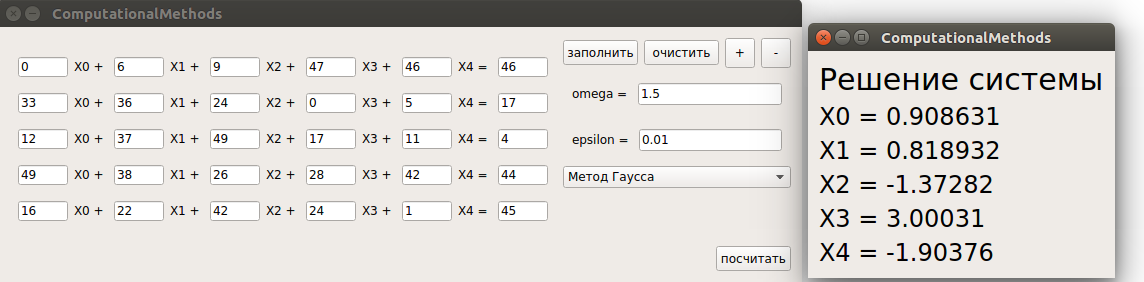 ComputationalMethods
0 X0 + 6 X1 + 9 X2 + 47 X3 + 46 X4 = 46
33 X0 + 36 X1 + 24 X2 + 0 X3 + 5 X4 = 17
12 X0 + 37 X1 + 49 X2 + 17 X3 + 11 X4 = 4
49 X0 + 38 X1 + 26 X2 + 28 X3 + 42 X4 = 44
16 X0 + 22 X1 + 42 X2 + 24 X3 + 1 X4 = 45
заполнить очистить + -
omega = 1.5
epsilon = 0.01
Метод Гаусса
посчитать
ComputationalMethods
Решение системы
X0 = 0.908631
X1 = 0.818932
X2 = -1.37282
X3 = 3.00031
X4 = -1.90376